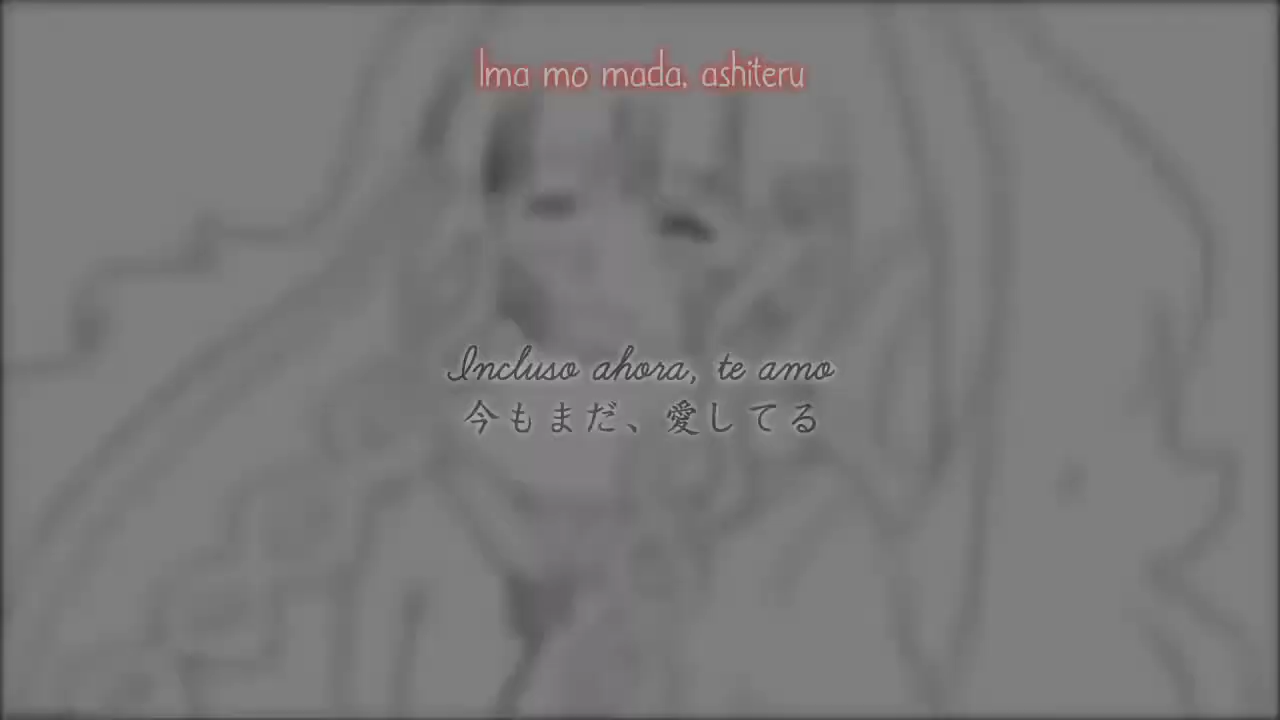 Ima mo mada, ashiteru
Incluso ahora, te amo
今もまだ、愛してる